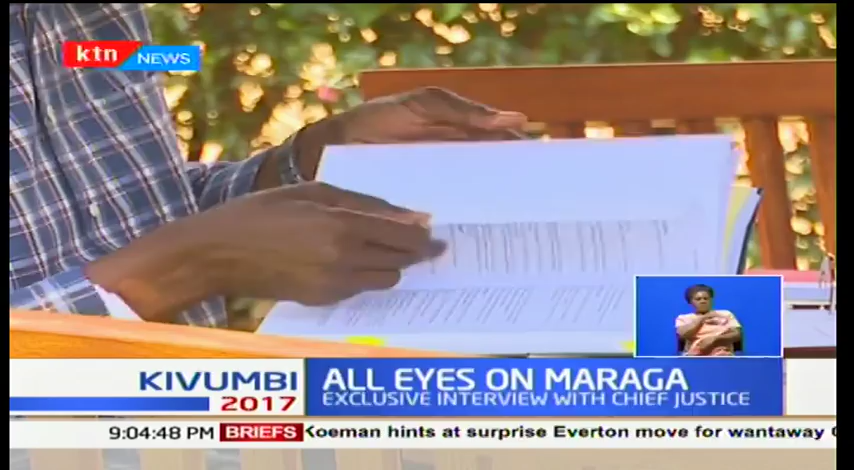 ktn NEWS
KIVUMBI
2017
ALL EYES ON MARAGA
EXCLUSIVE INTERVIEW WITH CHIEF JUSTICE
9:04:48 PM BRIEFS Koeman hints at surprise Everton move for wantaway